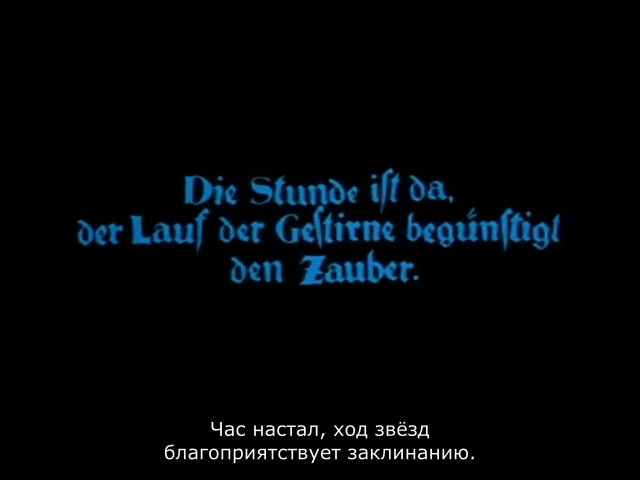 Die Stunde iſt da,
der Lauf der Geſtirne begünſtigt
den Zauber.
Час настал, ход звёзд
благоприятствует заклинанию.